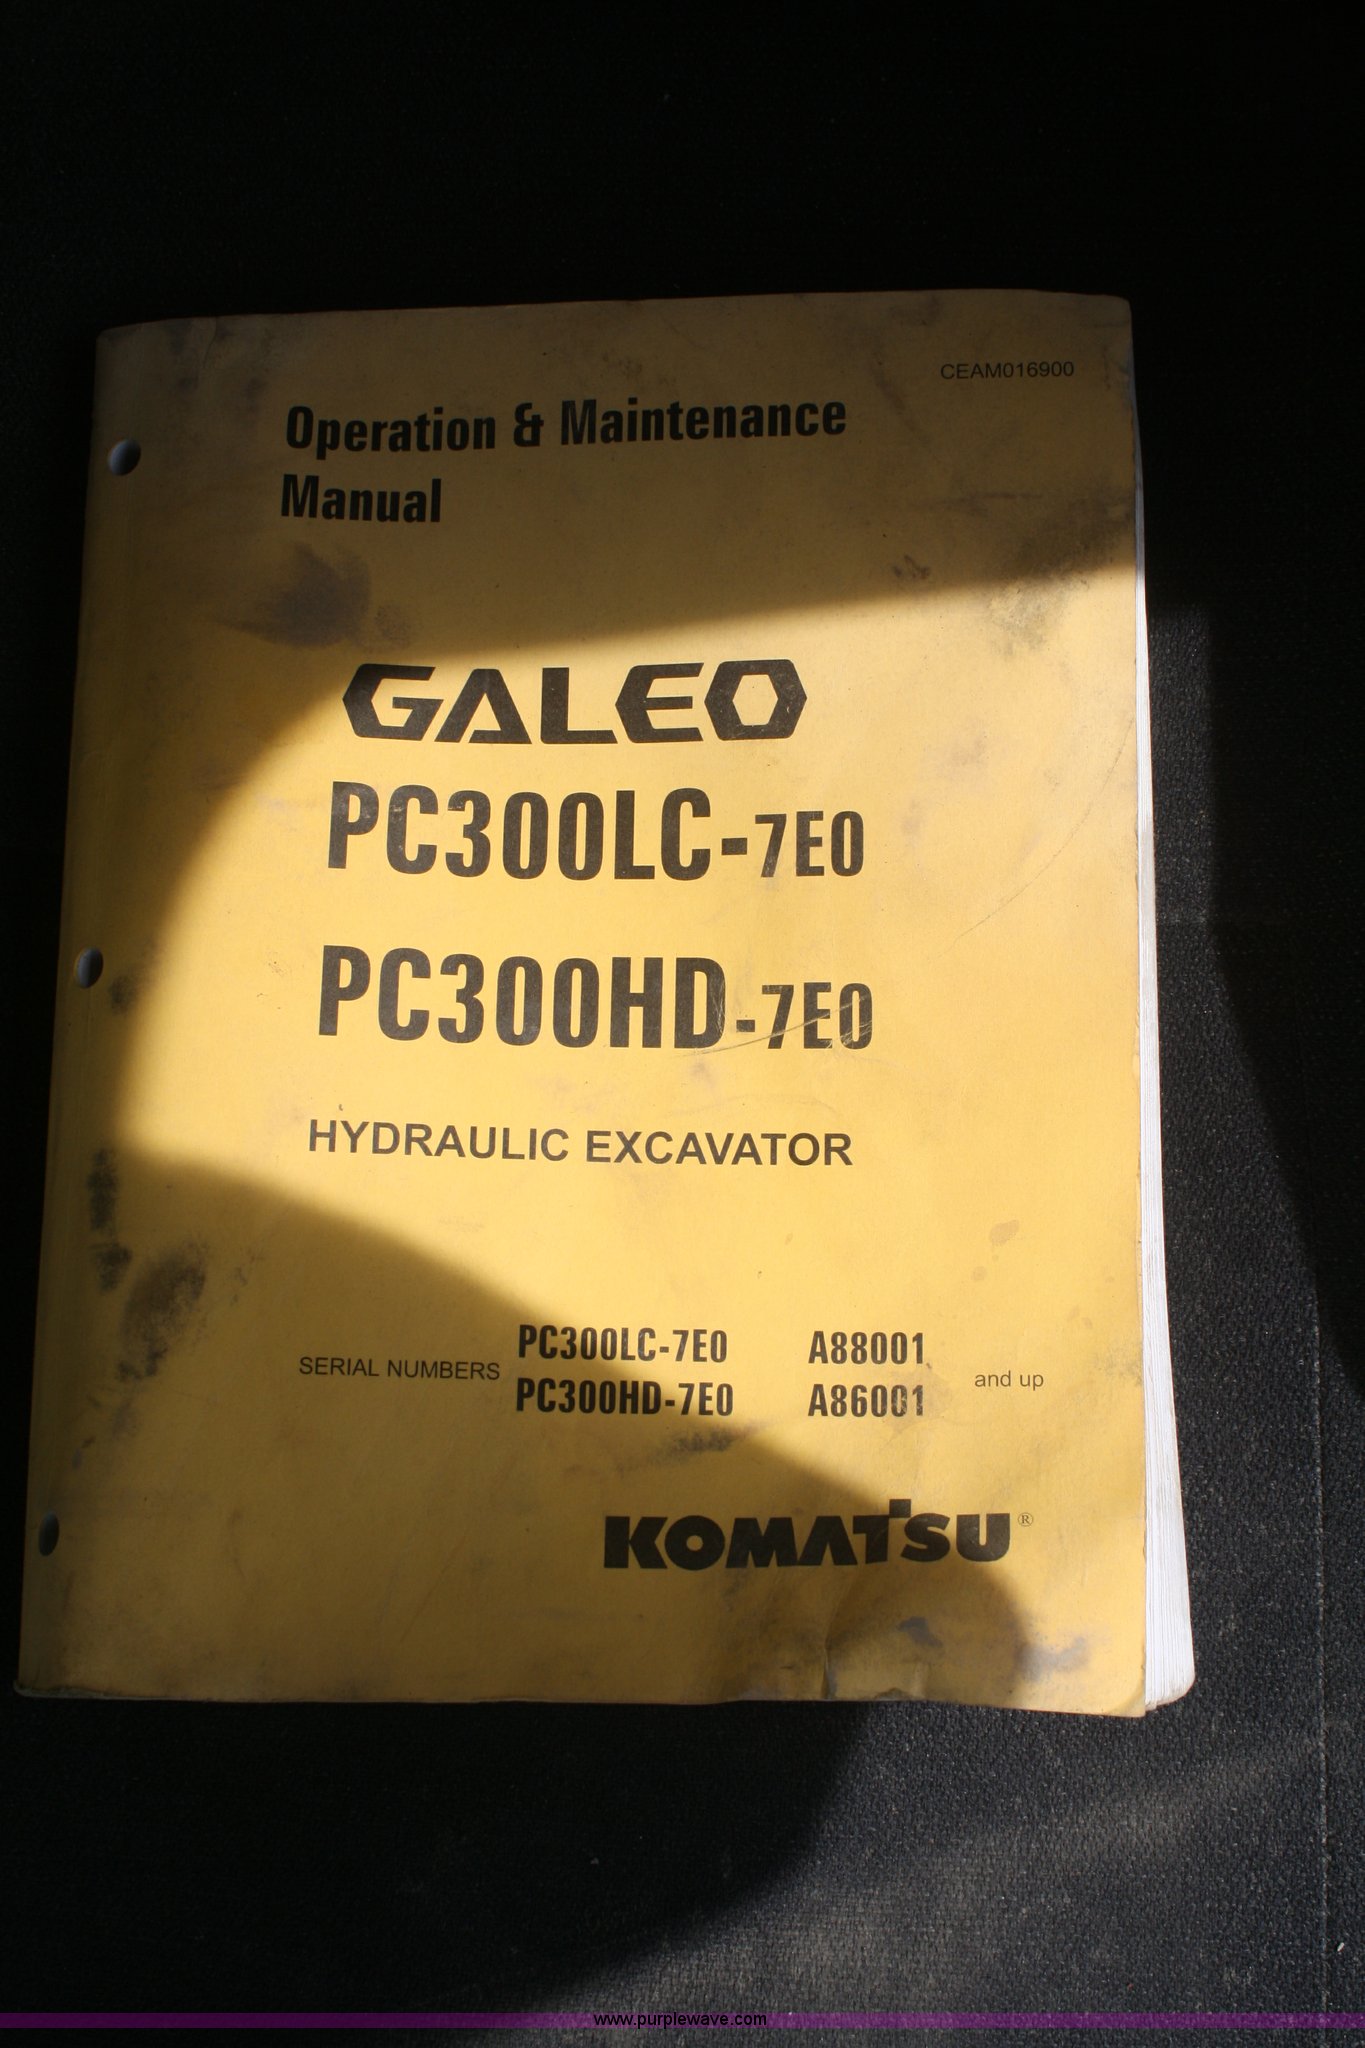 CEAM016900
Operation & Maintenance
Manual
GALEO
PC300LC-7E0
PC300HD-7E0
HYDRAULIC EXCAVATOR
SERIAL NUMBERS
PC300LC-7E0 A88001
PC300HD-7E0 A86001
and up
KOMATSU®
www.purplewave.com